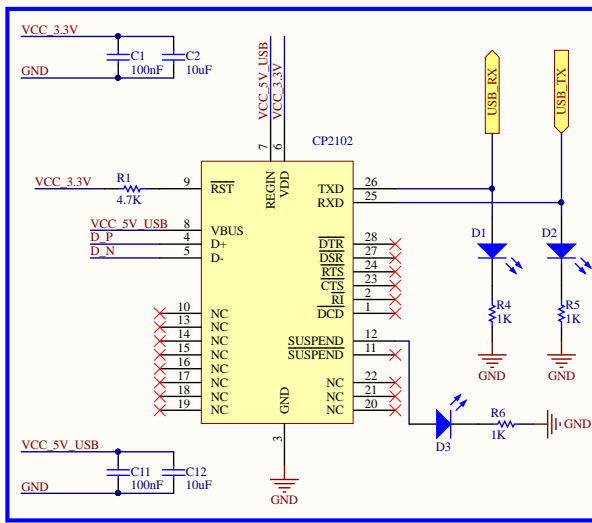 VCC_3.3V
C1
100nF
C2
10uF
GND
VCC_5V_USB
VCC_3.3V
USB_RX
USB_TX
7
6
CP2102
REGIN
VDD
VCC_3.3V
R1
4.7K
9
RST
TXD
26
RXD
25
VCC_5V_USB
8
VBUS
D_P
4
D+
D_N
5
D-
DTR
28
DSR
27
RTS
24
CTS
23
RI
2
DCD
1
D1
D2
R4
1K
R5
1K
GND
GND
10
NC
13
NC
14
NC
15
NC
16
NC
17
NC
18
NC
19
NC
SUSPEND
12
SUSPEND
11
NC
22
NC
21
NC
20
GND
3
GND
D3
R6
1K
GND
VCC_5V_USB
C11
100nF
C12
10uF
GND